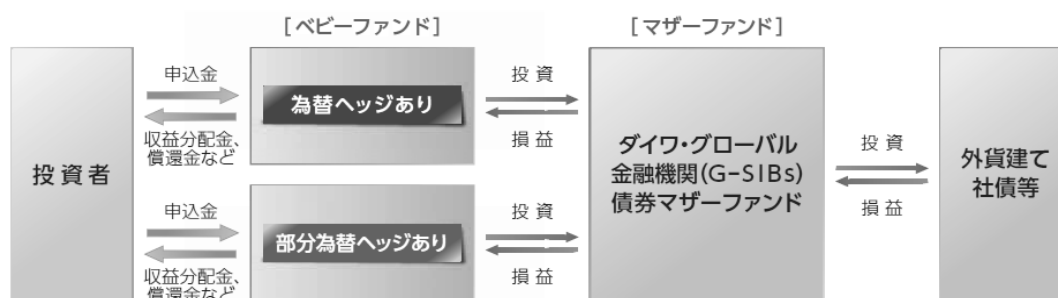 [ベビーファンド]
[マザーファンド]
投資者
申込金
収益分配金、
償還金など
為替ヘッジあり
投資
損益
申込金
収益分配金、
償還金など
部分為替ヘッジあり
投資
損益
ダイワ・グローバル
金融機関(G-SIBs)
債券マザーファンド
投資
損益
外貨建て
社債等